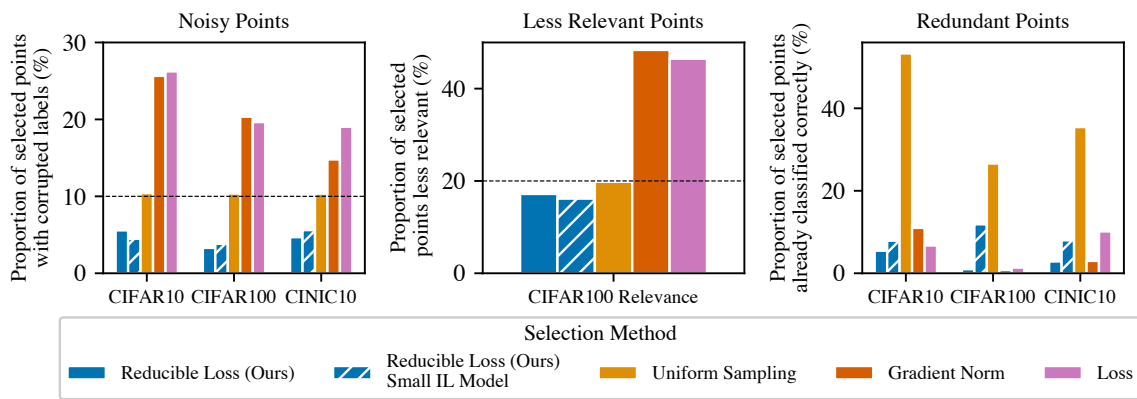 Noisy Points
Proportion of selected points
with corrupted labels (%)
30
20
10
0
CIFAR10
CIFAR100
CINIC10
Less Relevant Points
Proportion of selected
points less relevant (%)
40
20
0
CIFAR100 Relevance
Redundant Points
Proportion of selected points
already classified correctly (%)
40
20
0
CIFAR10
CIFAR100
CINIC10
Selection Method
Reducible Loss (Ours)
Reducible Loss (Ours)
Small IL Model
Uniform Sampling
Gradient Norm
Loss